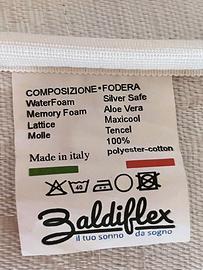 COMPOSIZIONE•FODERA
WaterFoam Silver Safe
Memory Foam Aloe Vera
Lattice Maxicool
Molle Tencel
100%
Made in italy polyester-cotton
40
Baldiflex
il tuo sonno da sogno